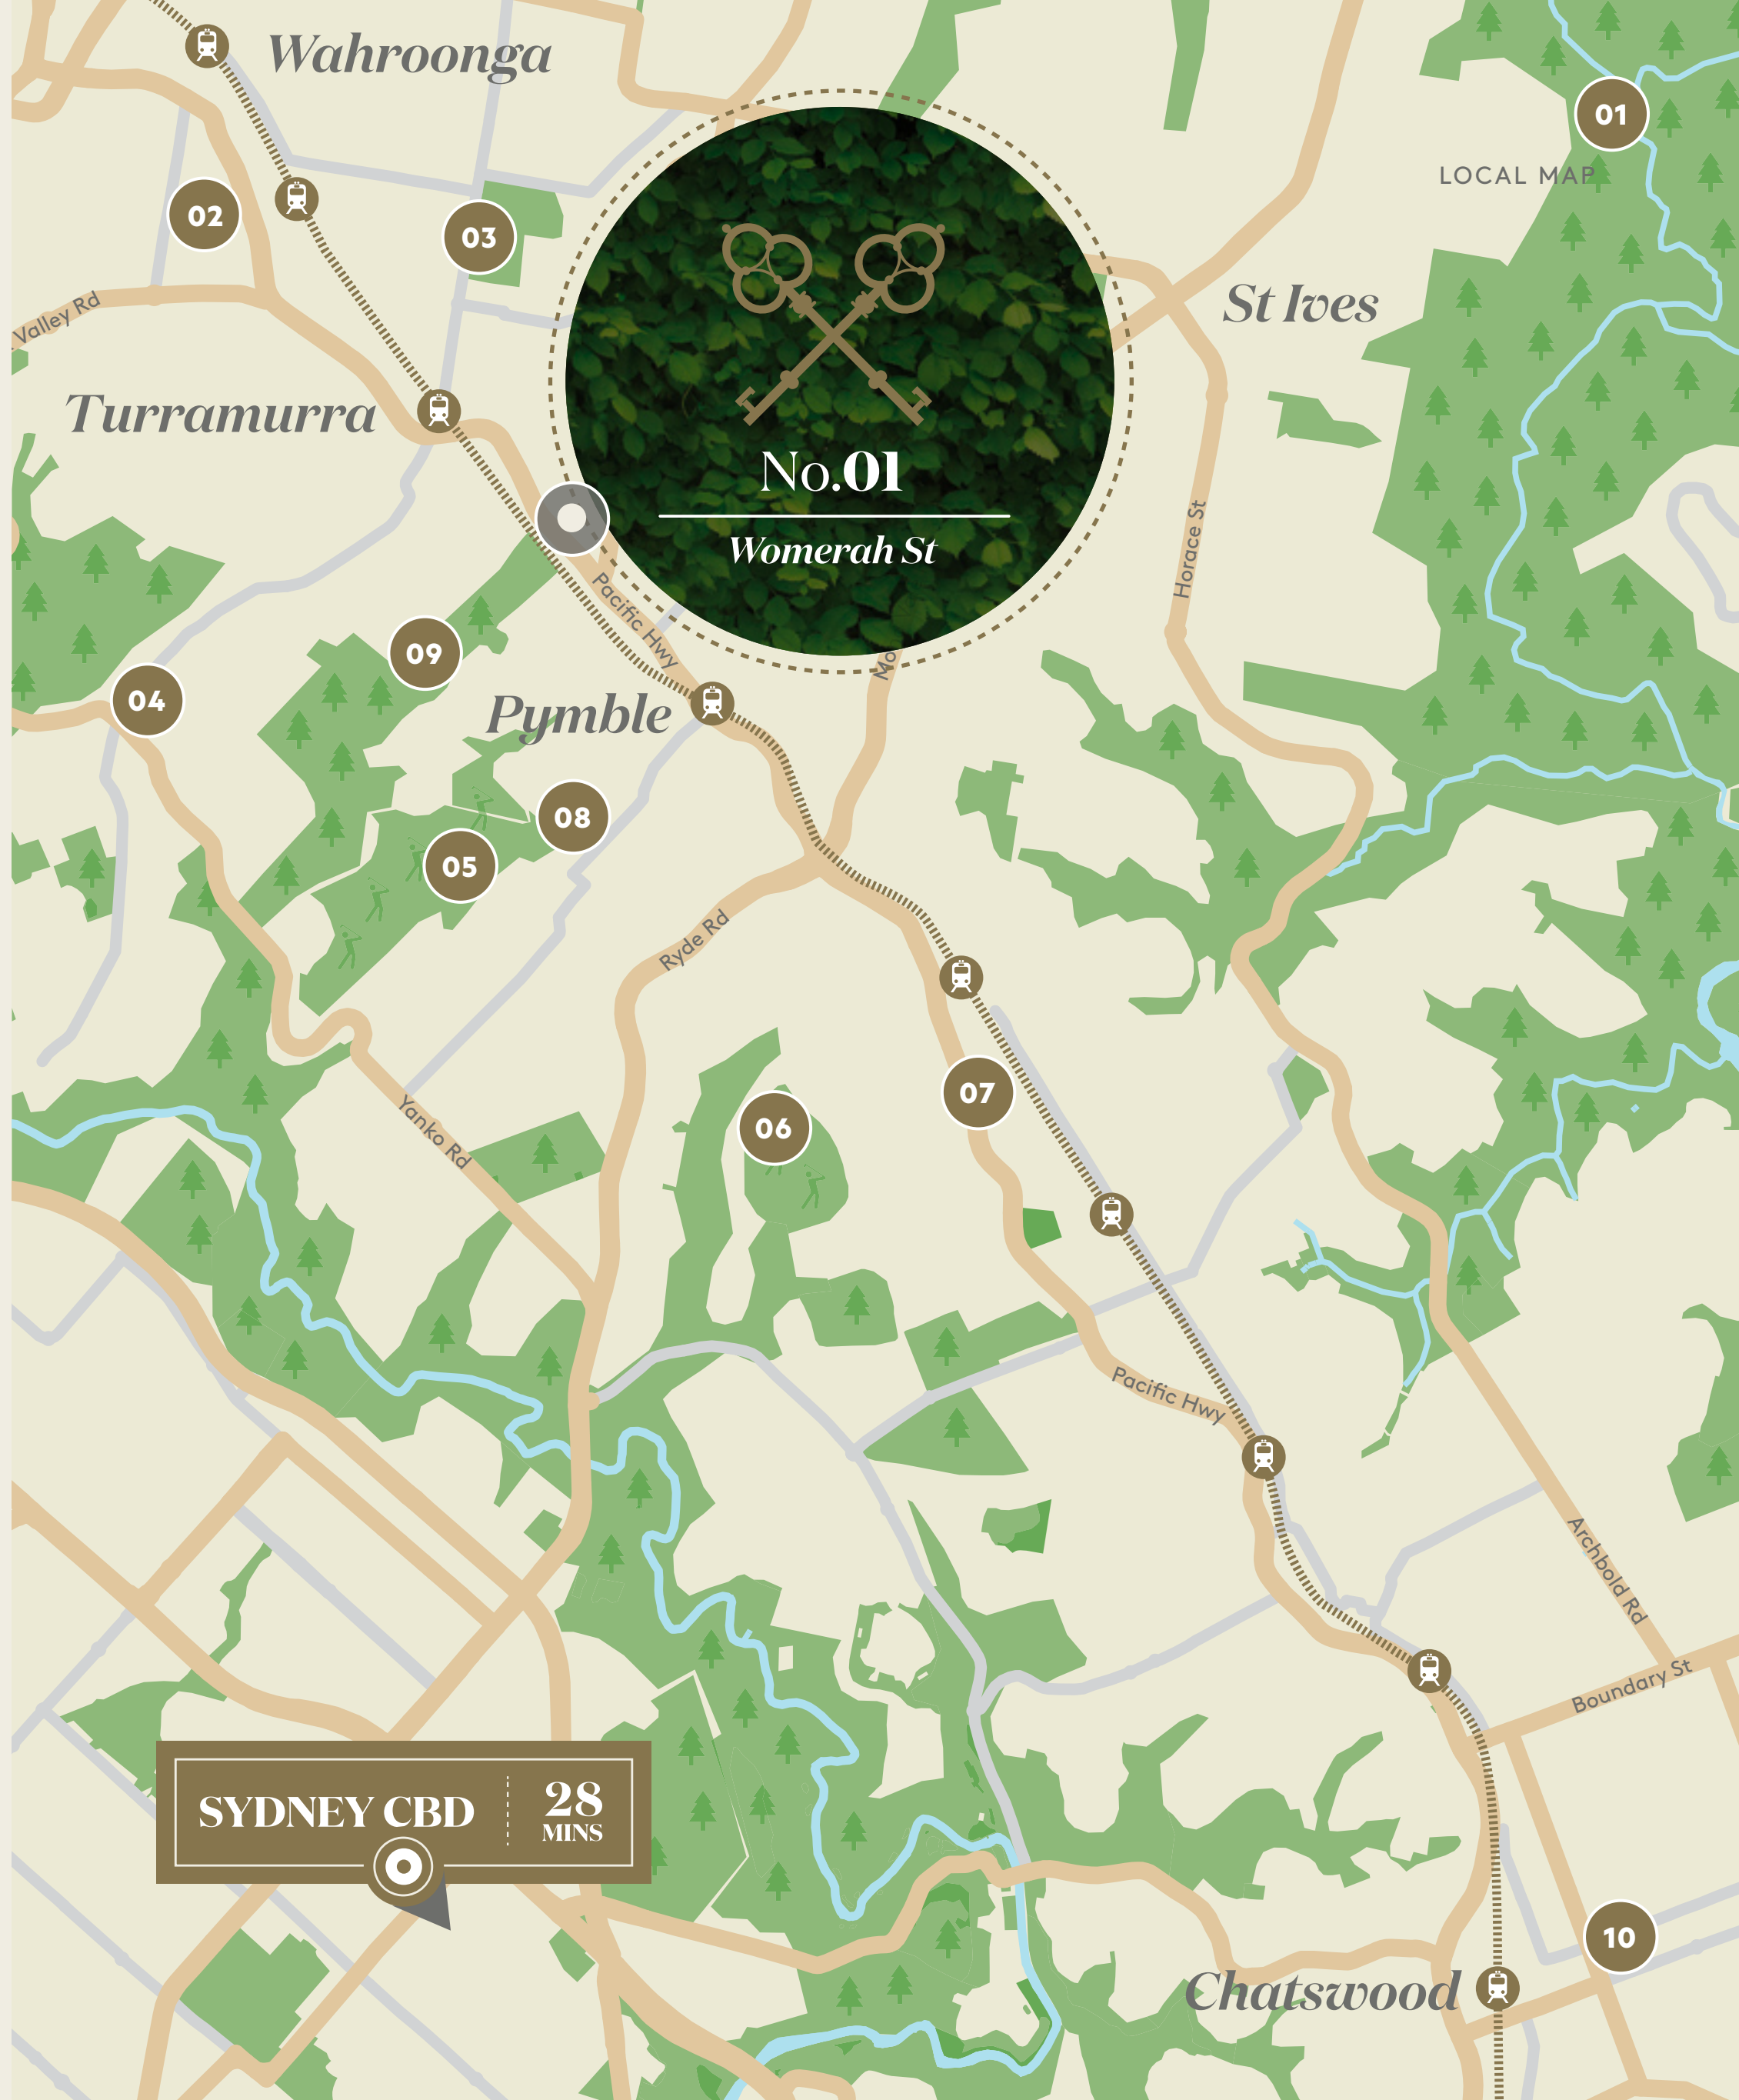 Wahroonga
01
LOCAL MAP
02
03
St Ives
Valley Rd
Turramurra
No.01
Womerah St
Horace St
Pacific Hwy
Mo
09
04
Pymble
08
05
Ryde Rd
07
06
Yanko Rd
Pacific Hwy
Archbold Rd
Boundary St
SYDNEY CBD
28
MINS
10
Chatswood